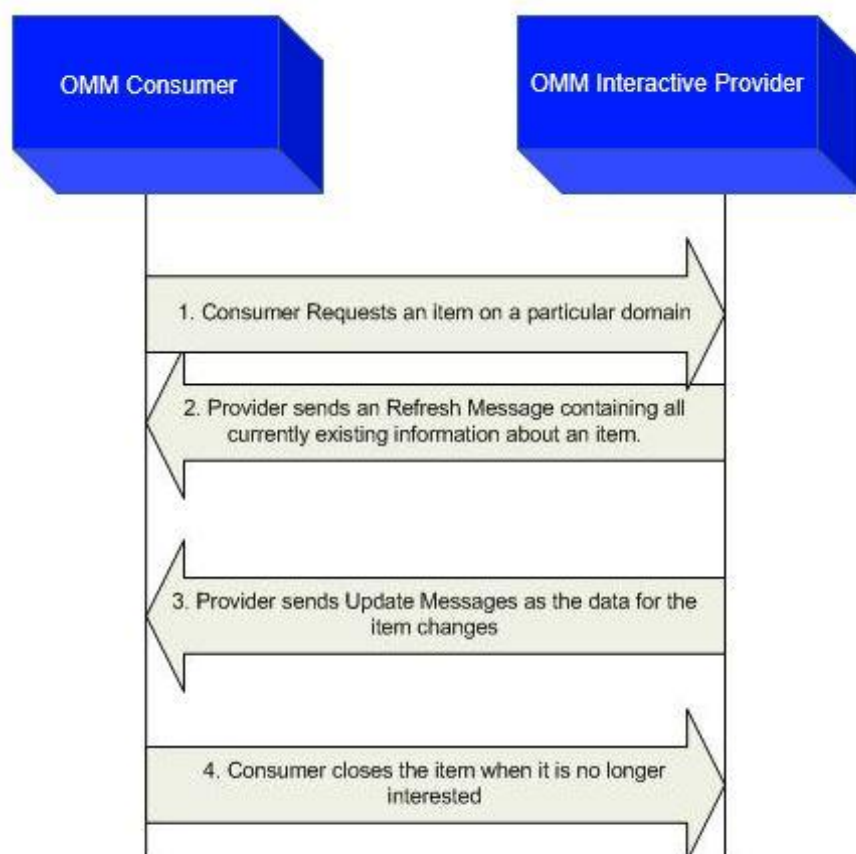 OMM Consumer
OMM Interactive Provider
1. Consumer Requests an item on a particular domain
2. Provider sends an Refresh Message containing all
currently existing information about an item.
3. Provider sends Update Messages as the data for the
item changes
4. Consumer closes the item when it is no longer
interested